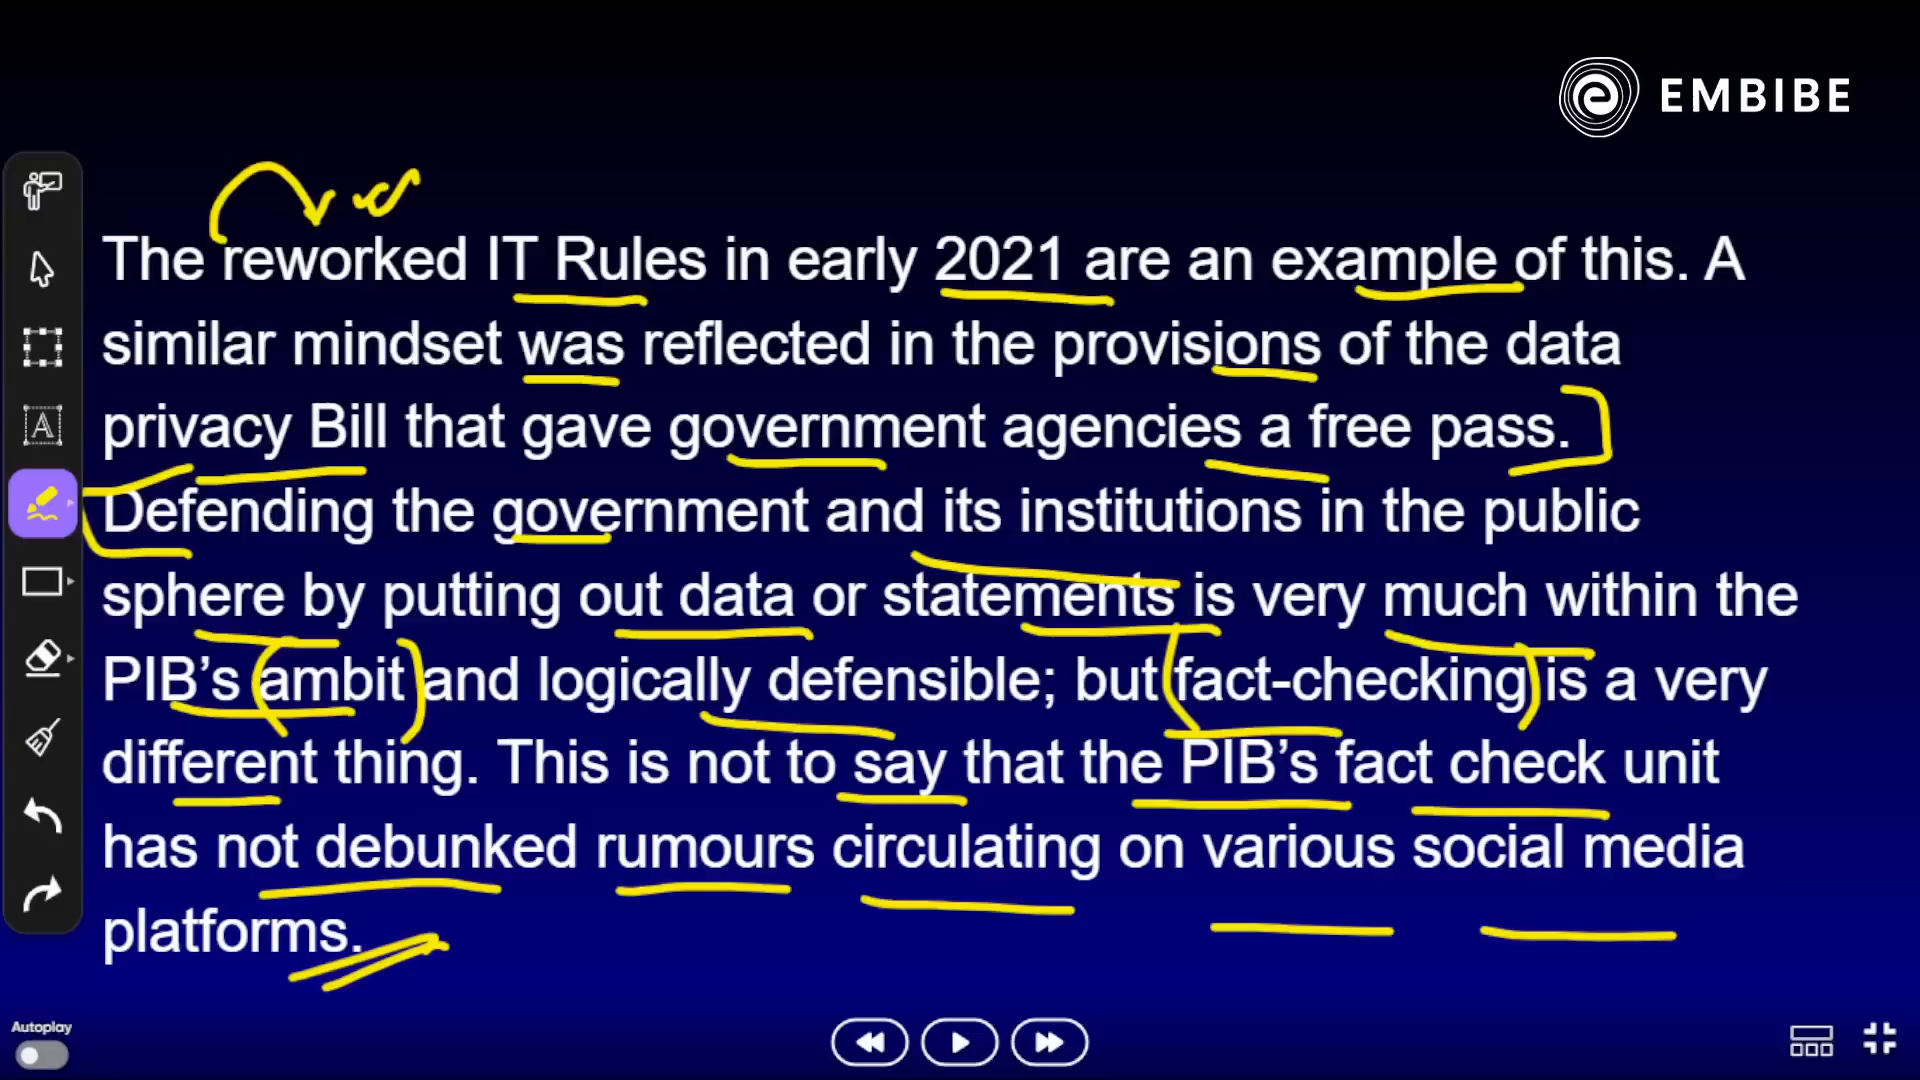 EMBIBE
The reworked IT Rules in early 2021 are an example of this. A
similar mindset was reflected in the provisions of the data
privacy Bill that gave government agencies a free pass.
Defending the government and its institutions in the public
sphere by putting out data or statements is very much within the
PIB’s ambit and logically defensible; but fact-checking is a very
different thing. This is not to say that the PIB’s fact check unit
has not debunked rumours circulating on various social media
platforms.
Autoplay